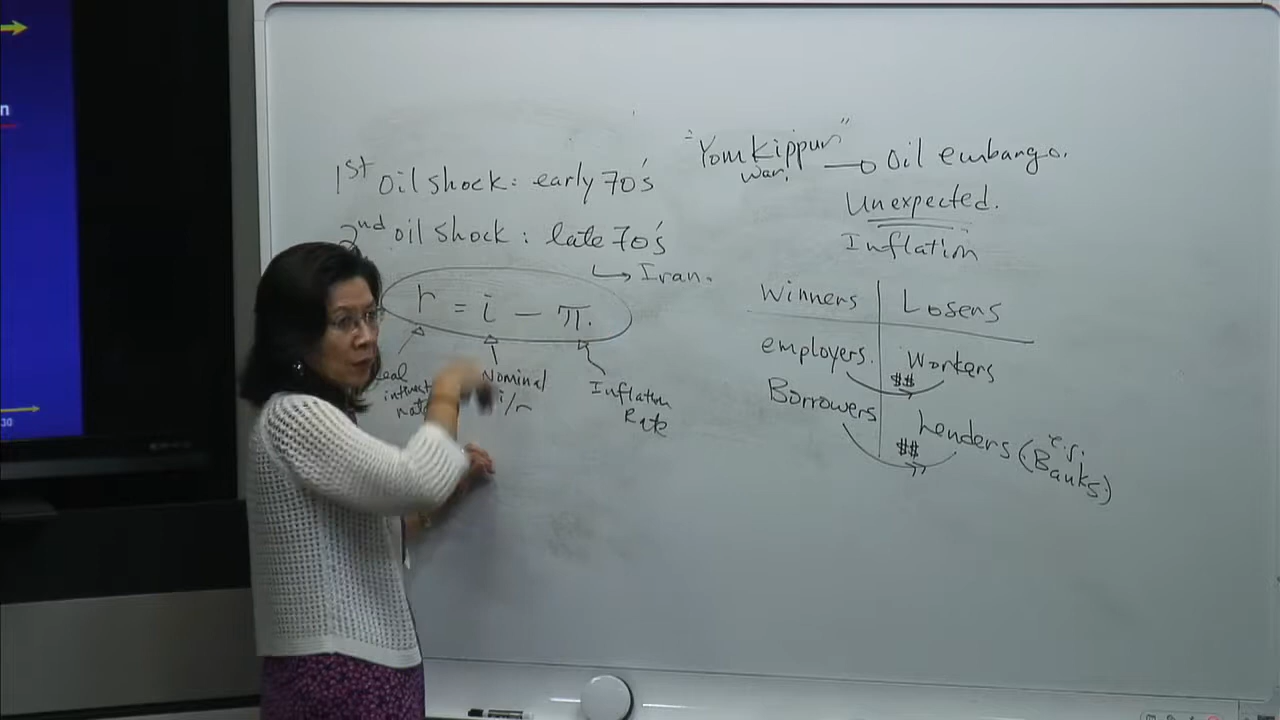 n
30
1st oil shock: early 70's
2nd oil shock: late 70's
Iran.
r = i - π.
Real interest rate
Nominal i/r
Inflation Rate
"Yom Kippur"
war.
Oil embargo.
Unexpected.
Inflation
Winners Losers
employers. Workers
$$
Borrowers
Lenders (e.g. Banks)
$$